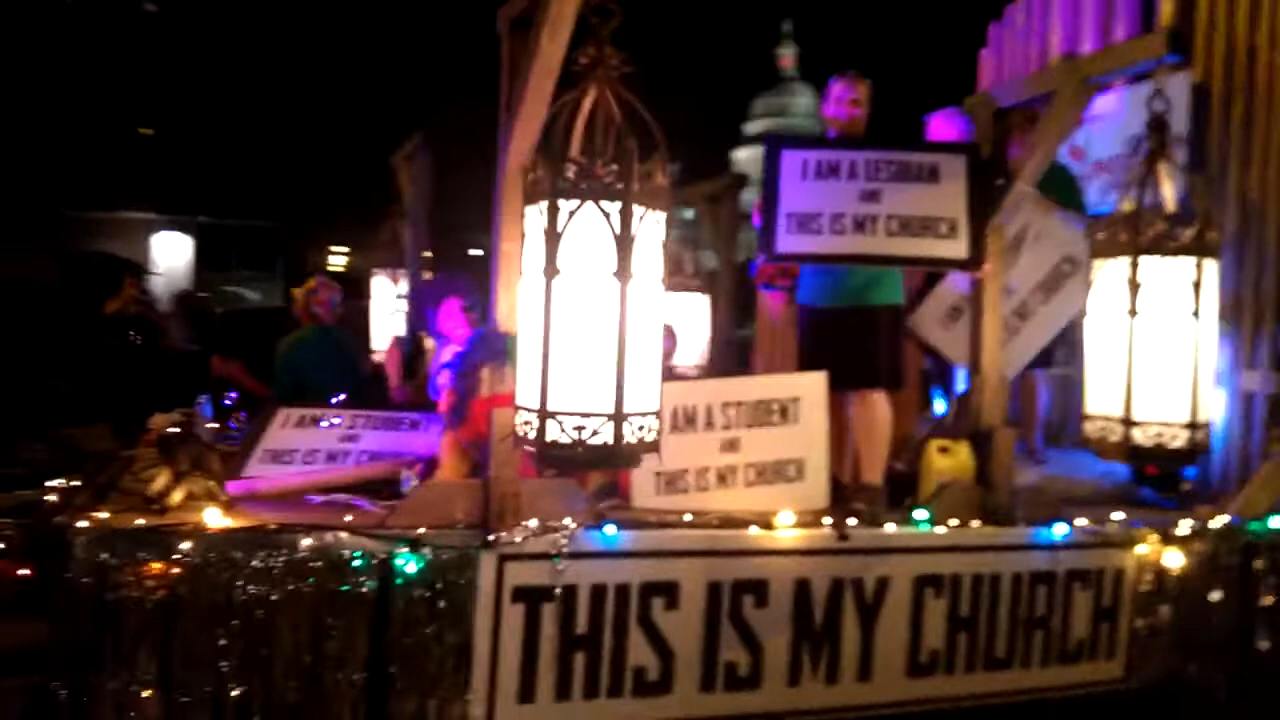 I AM A LESBIAN
AND
THIS IS MY CHURCH
I AM A STUDENT
AND
THIS IS MY CHURCH
AM A STUDENT
AND
THIS IS MY CHURCH
THIS IS MY CHURCH